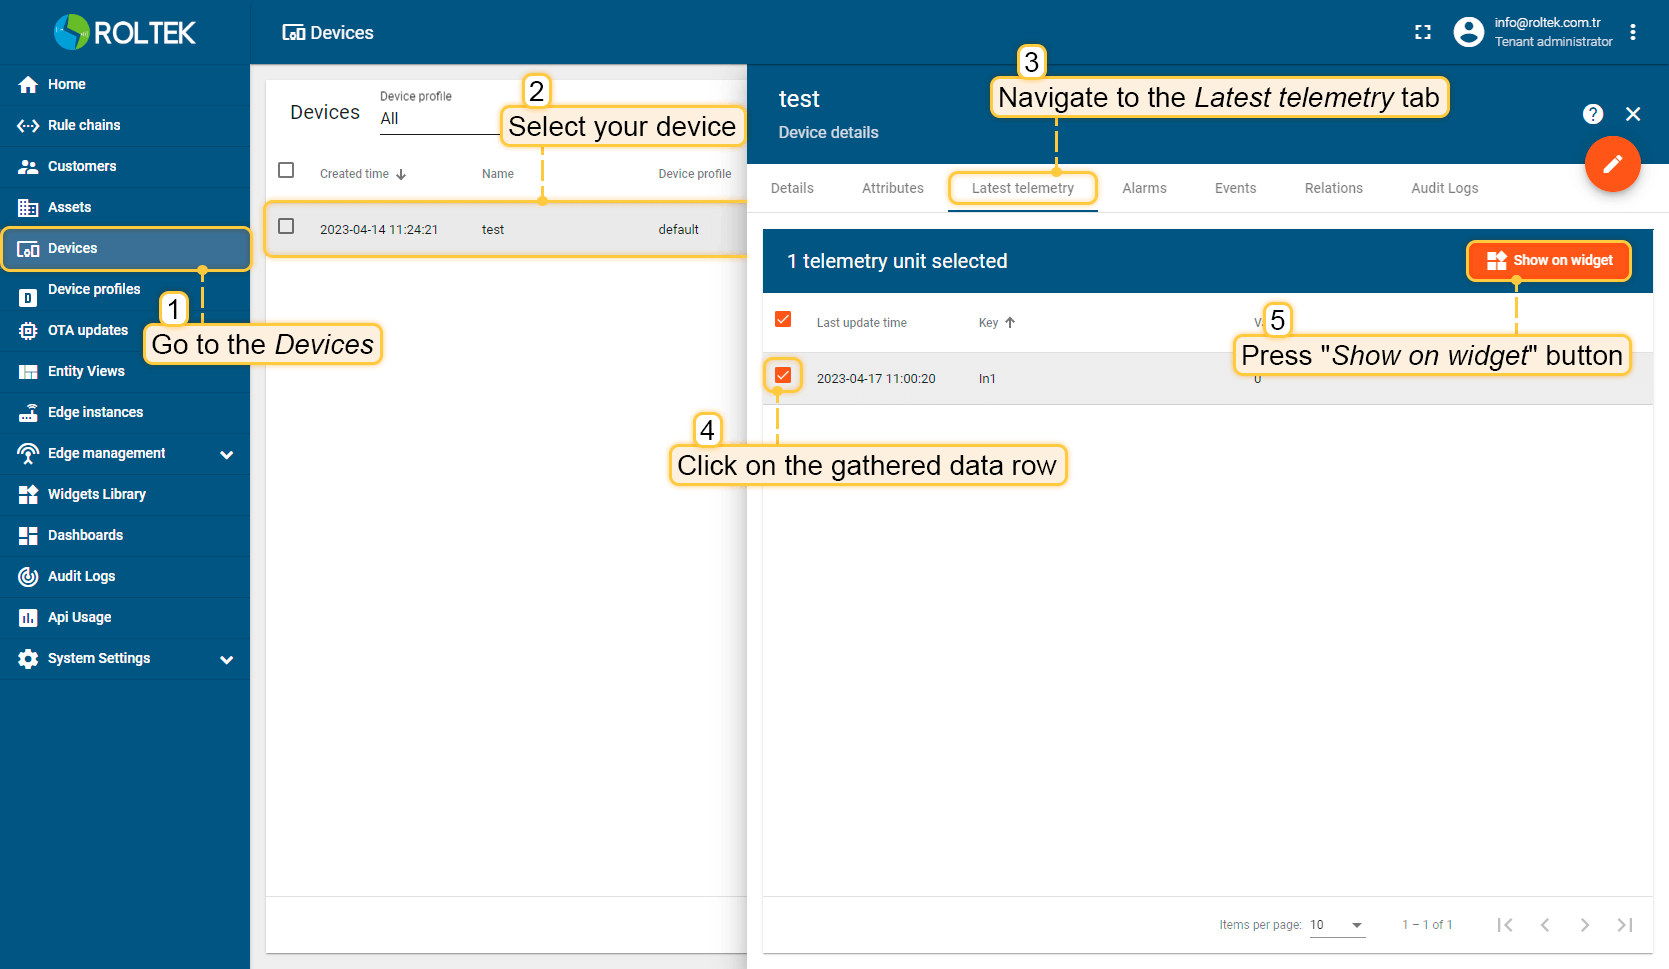 ROLTEK
Devices
info@roltek.com.tr
Tenant administrator
Home
Rule chains
Customers
Assets
Devices
Device profiles
OTA updates
Entity Views
Edge instances
Edge management
Widgets Library
Dashboards
Audit Logs
Api Usage
System Settings
1
Go to the Devices
Devices
Device profile
All
2
Select your device
Created time
Name
Device profile
2023-04-14 11:24:21
test
default
test
Device details
3
Navigate to the Latest telemetry tab
Details
Attributes
Latest telemetry
Alarms
Events
Relations
Audit Logs
1 telemetry unit selected
Show on widget
Last update time
Key
5
Press "Show on widget" button
2023-04-17 11:00:20
In1
0
4
Click on the gathered data row
Items per page:
10
1 – 1 of 1